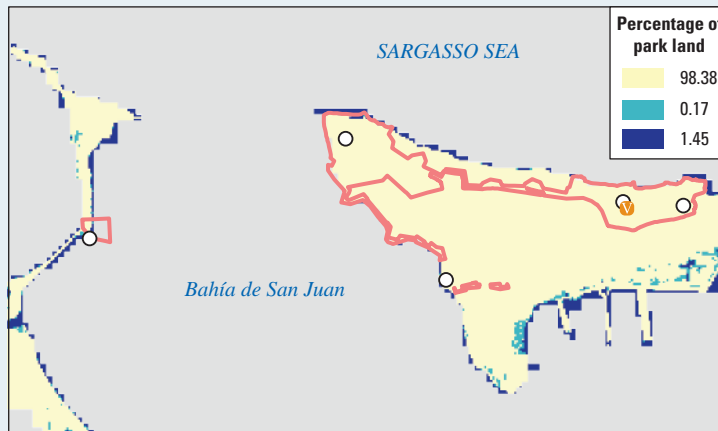 SARGASSO SEA
Percentage of
park land
98.38
0.17
1.45
V
Bahía de San Juan